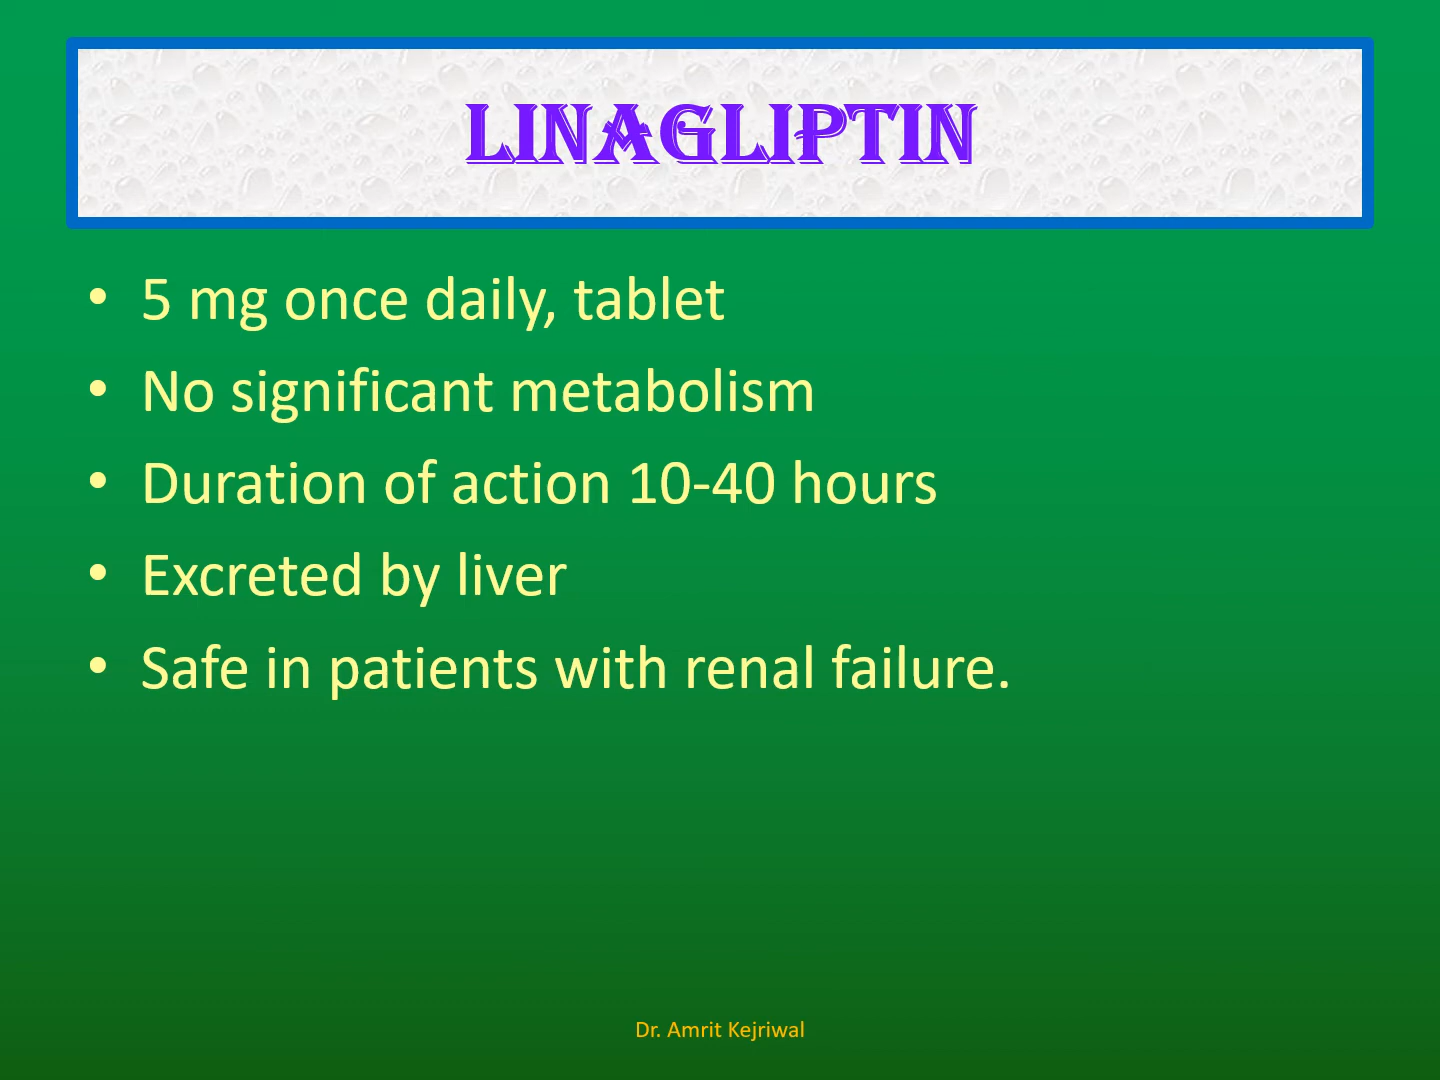 LINAGLIPTIN
• 5 mg once daily, tablet
• No significant metabolism
• Duration of action 10-40 hours
• Excreted by liver
• Safe in patients with renal failure.
Dr. Amrit Kejriwal